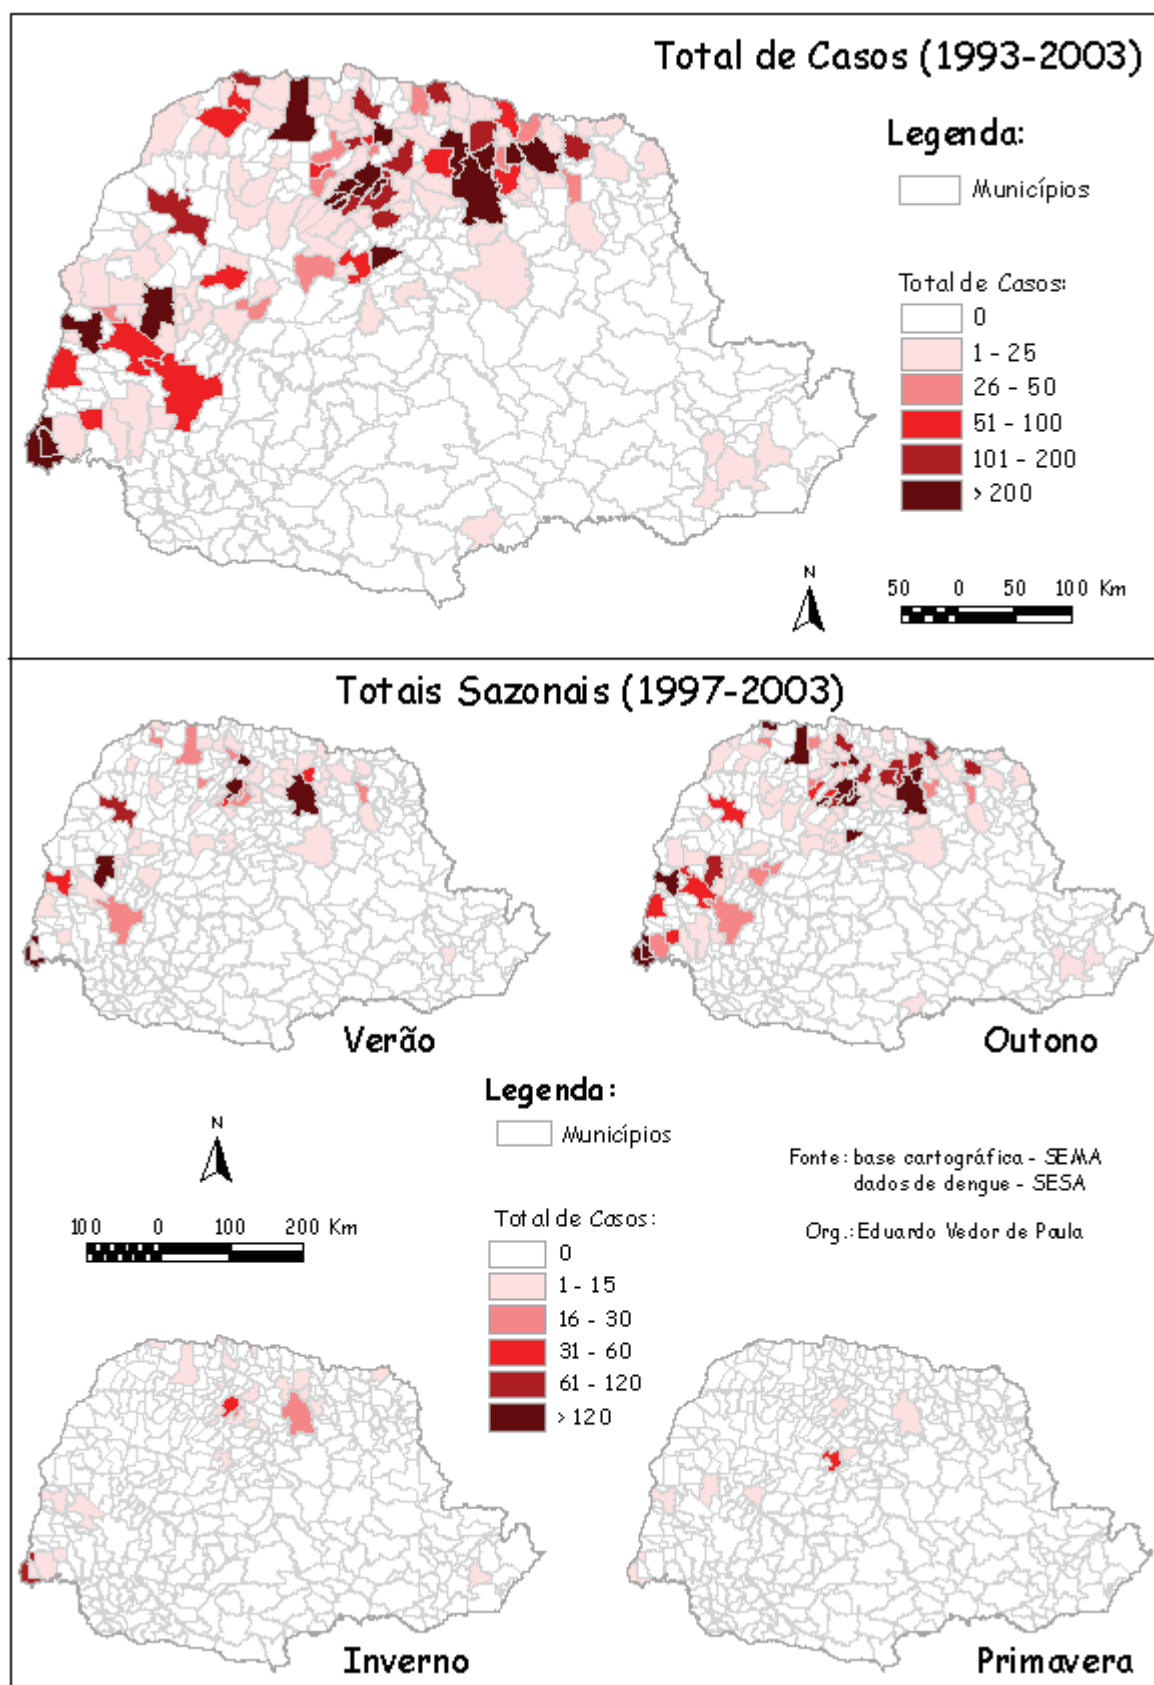 Total de Casos (1993-2003)
Legenda:
Municípios
Total de Casos:
0
1 - 25
26 - 50
51 - 100
101 - 200
> 200
N
50 0 50 100 Km
Totais Sazonais (1997-2003)
Verão
Outono
Legenda:
Municípios
N
Fonte: base cartográfica - SEMA
dados de dengue - SESA
Org.: Eduardo Vedor de Paula
100 0 100 200 Km
Total de Casos:
0
1 - 15
16 - 30
31 - 60
61 - 120
> 120
Inverno
Primavera